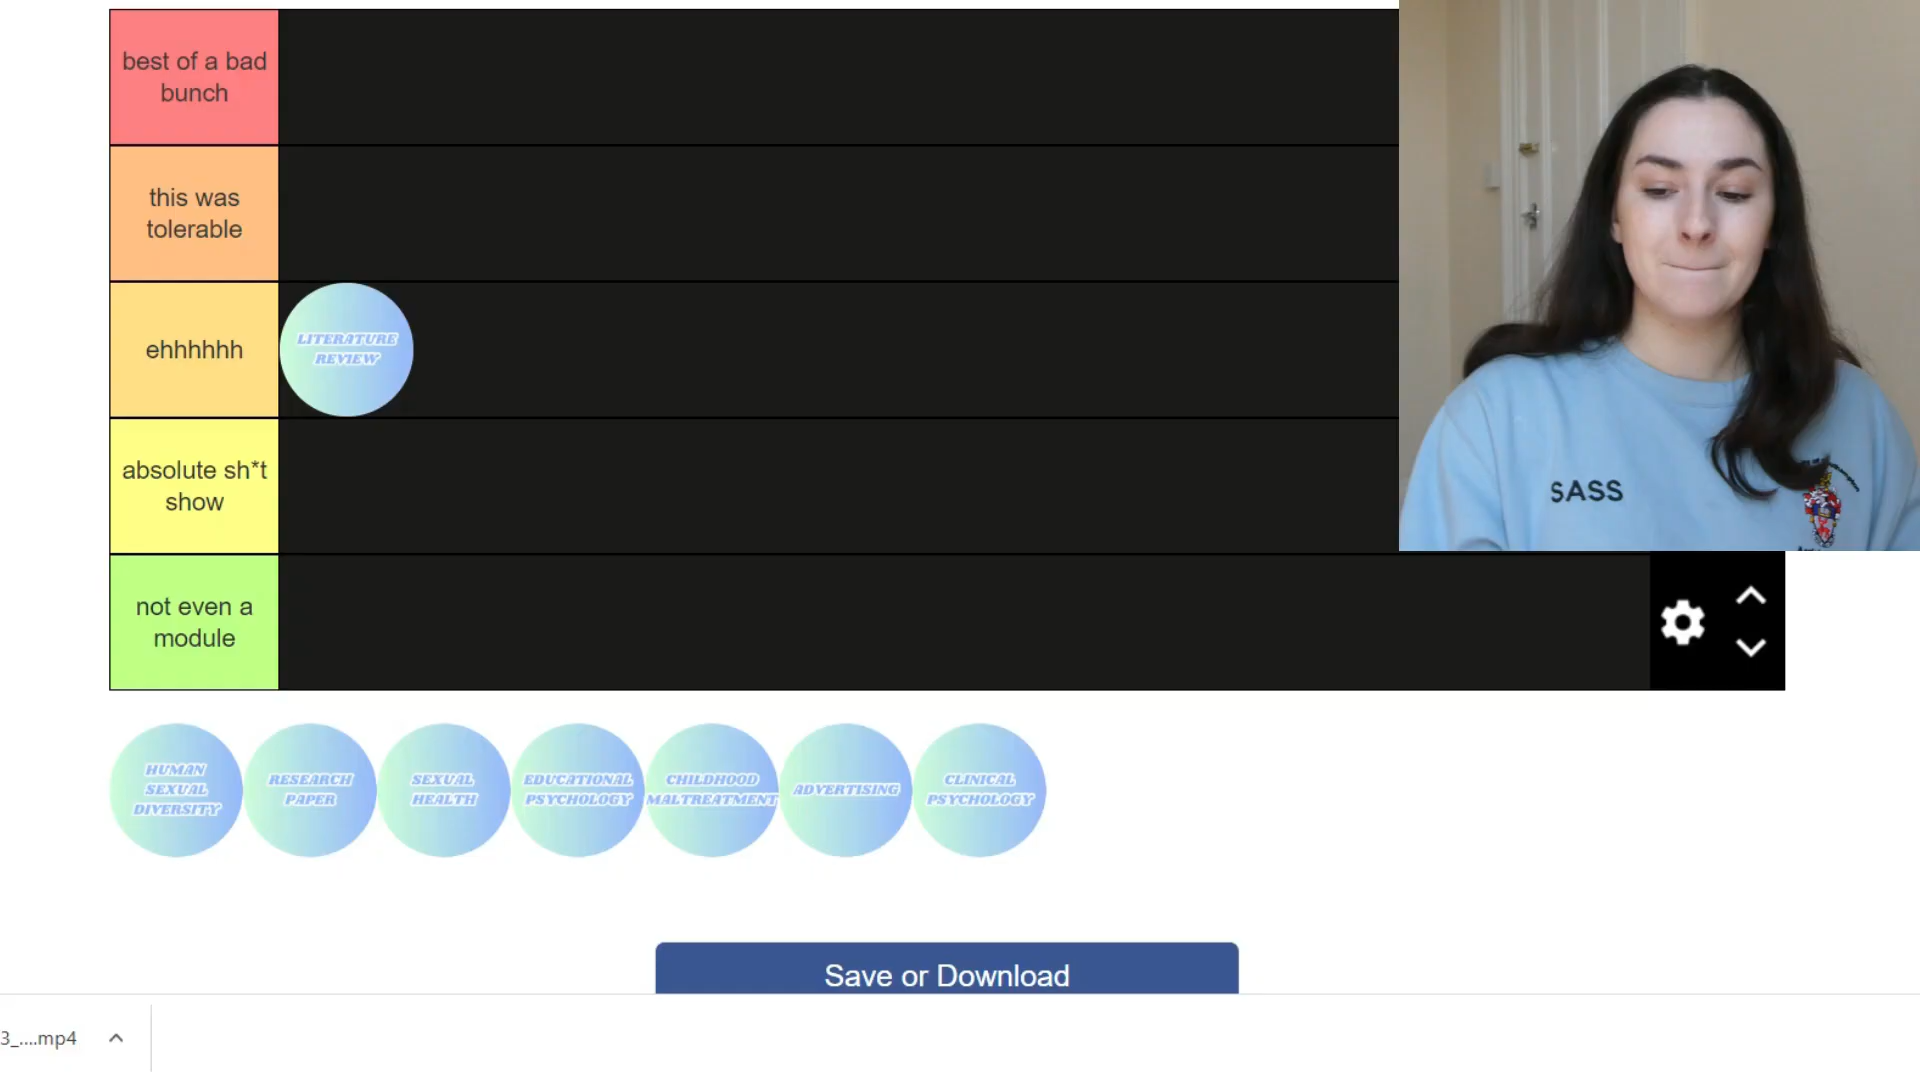 best of a bad
bunch
this was
tolerable
ehhhhhh
LITERATURE
REVIEW
absolute sh*t
show
SASS
not even a
module
HUMAN
SEXUAL
DIVERSITY
RESEARCH
PAPER
SEXUAL
HEALTH
EDUCATIONAL
PSYCHOLOGY
CHILDHOOD
MALTREATMENT
ADVERTISING
CLINICAL
PSYCHOLOGY
Save or Download
3_....mp4